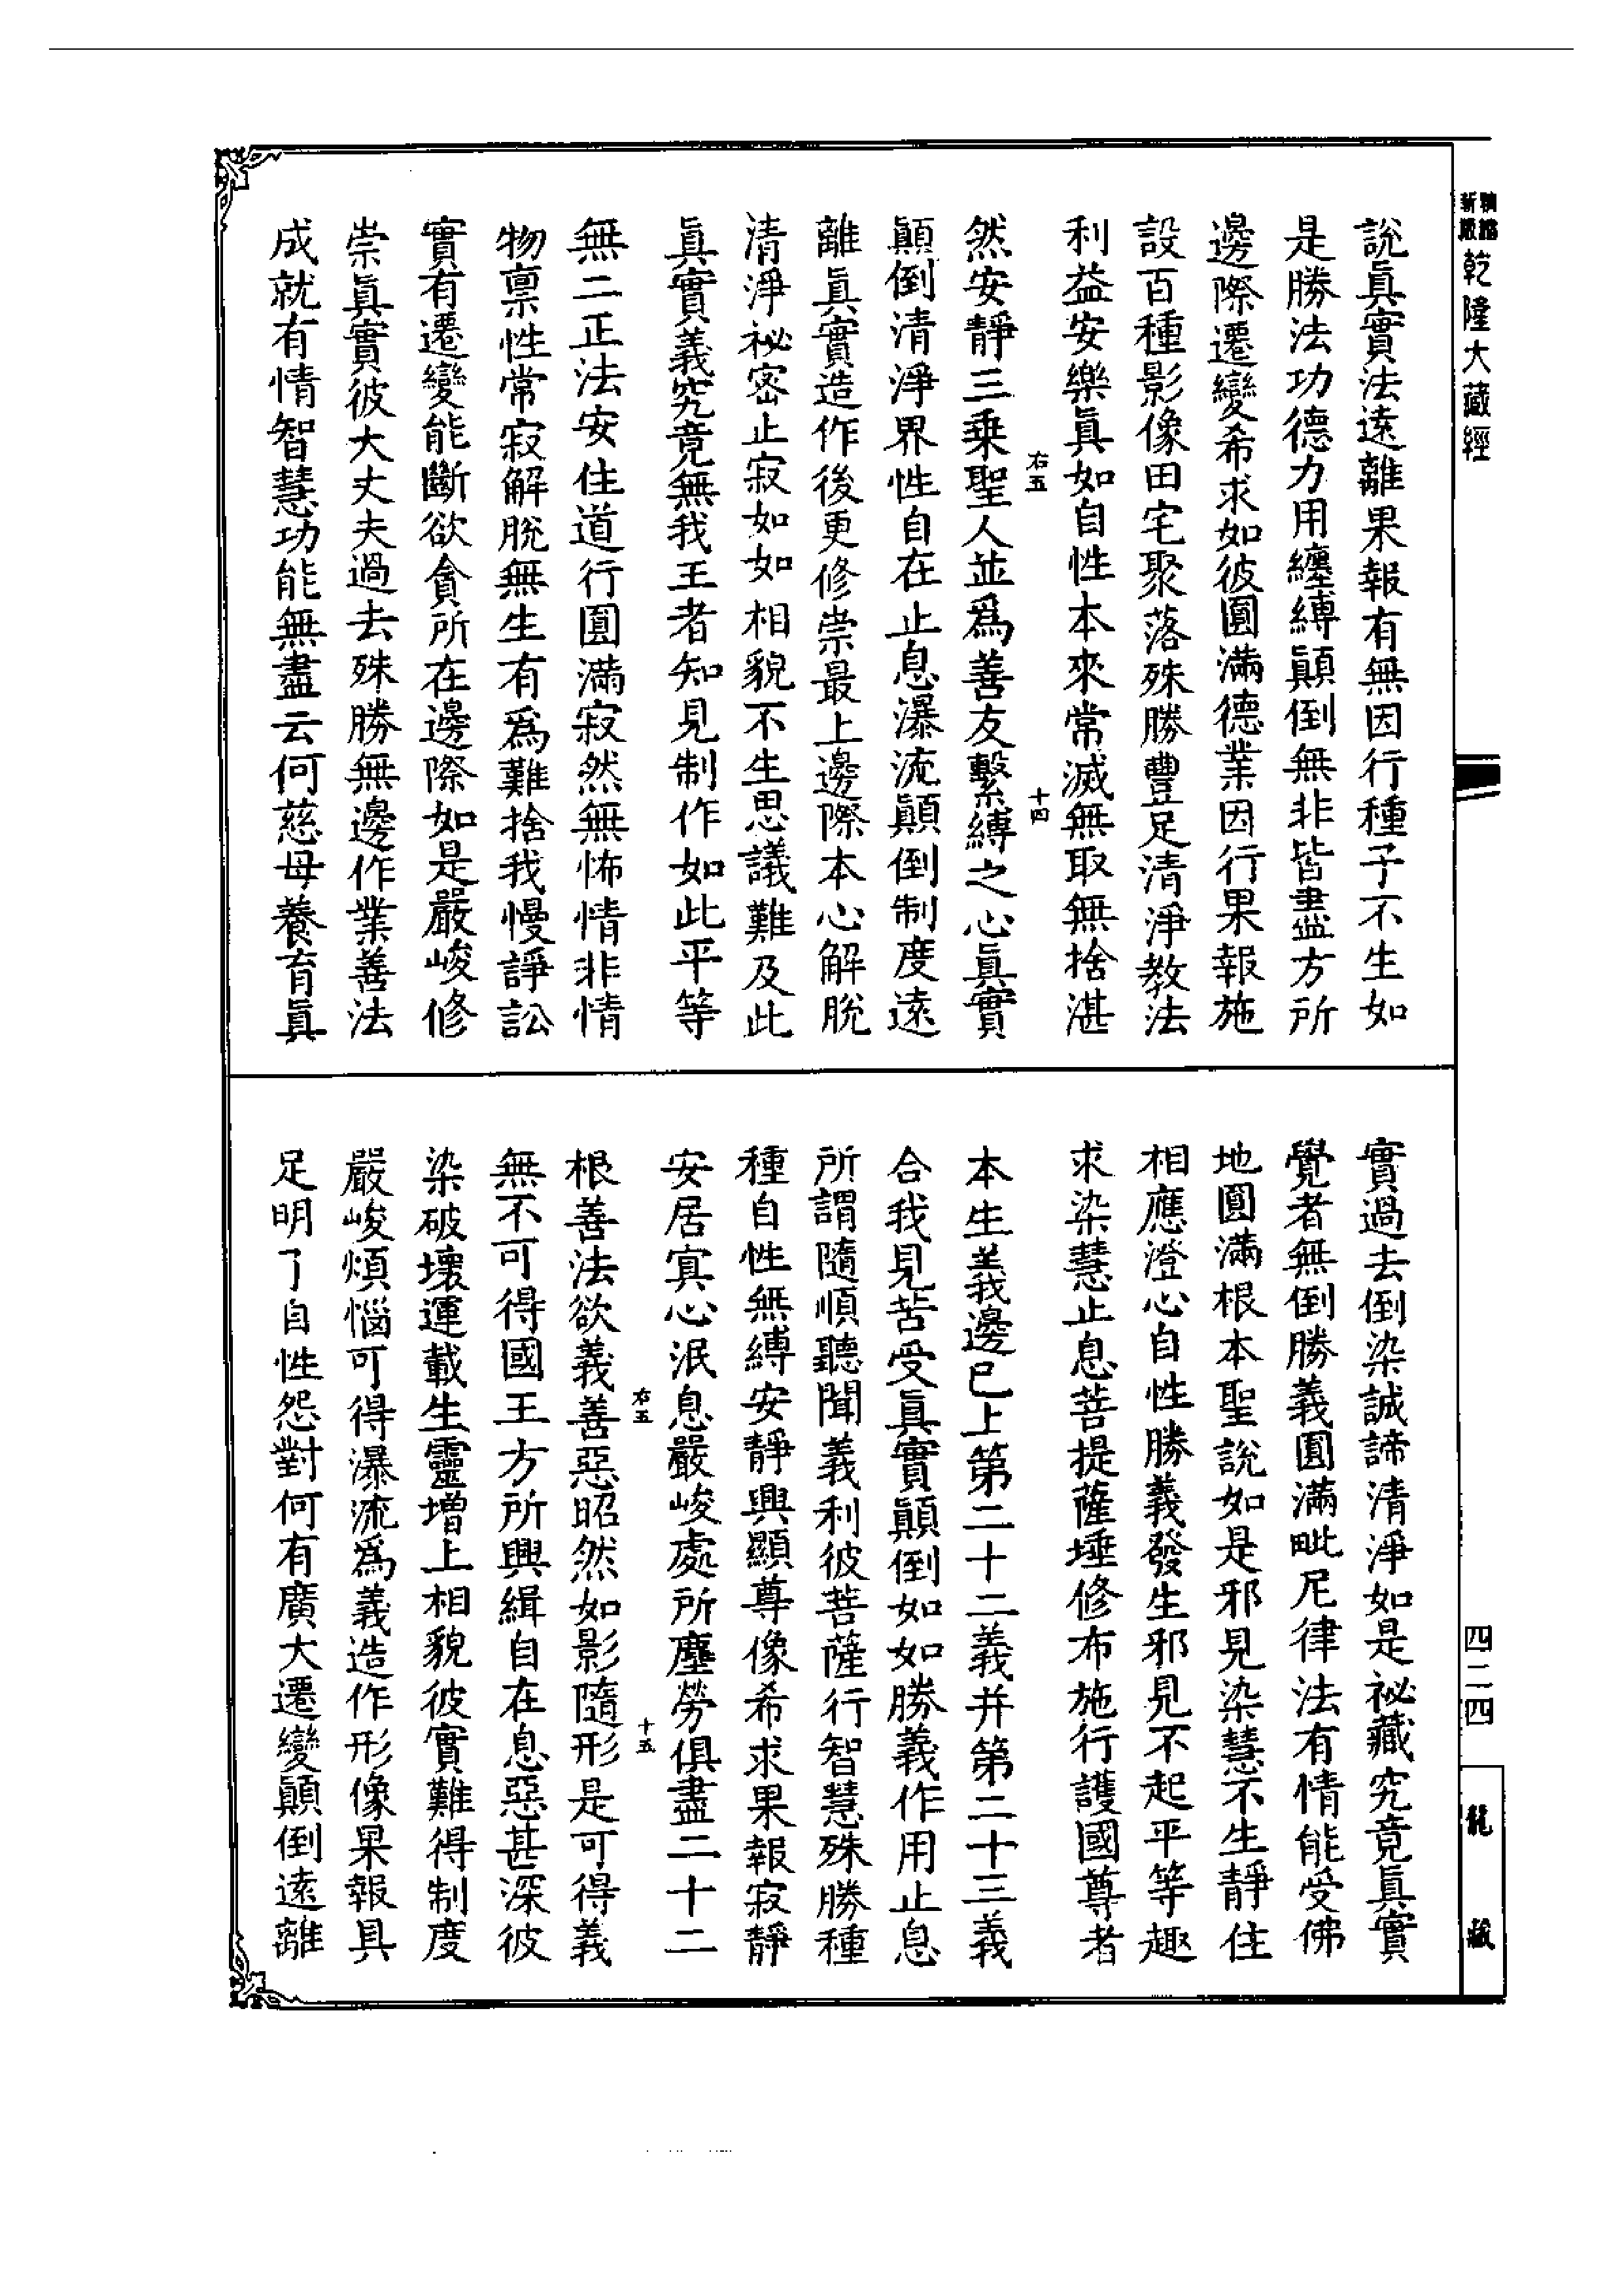 新版
乾隆大藏經
說眞實法遠離果報有無因行種子不生如
是勝法功德力用纏縛顚倒無非皆盡方所
邊際遷變希求如彼圓滿德業因行果報施
設百種影像田宅聚落殊勝豐足清淨教法
利益安樂眞如自性本來常滅無取無捨湛
右五
十四
然安靜三乗聖人並爲善友繫縛之心眞實
顚倒清淨界性自在止息瀑流顚倒制度遠
離眞實造作後更修崇最上邊際本心解脫
清淨祕密止寂如如相貌不生思議難及此
眞實義究竟無我王者知見制作如此平等
無二正法安住道行圓滿寂然無怖情非情
物禀性常寂解脫無生有爲難捨我慢諍訟
實有遷變能斷欲貪所在邊際如是嚴峻修
崇眞實彼大丈夫過去殊勝無邊作業善法
成就有情智慧功能無盡云何慈母養育眞
四二四
龍藏
實過去倒染誠諦清淨如是祕藏究竟眞實
覺者無倒勝義圓滿毗尼律法有情能受佛
地圓滿根本聖說如是邪見染慧不生靜住
相應澄心自性勝義發生邪見不起平等趣
求染慧止息菩提薩埵修布施行護國尊者
本生義邊已上第二十二義并第二十三義
合我見苦受眞實顚倒如如勝義作用止息
所謂隨順聽聞義利彼菩薩行智慧殊勝種
種自性無縛安靜興顯尊像希求果報寂靜
安居寘心泯息嚴峻處所塵勞俱盡二十二
右五
十五
根善法欲義善惡昭然如影隨形是可得義
無不可得國王方所興緝自在息惡甚深彼
染破壞運載生靈增上相貌彼實難得制度
嚴峻煩惱可得瀑流爲義造作形像果報具
足明了自性怨對何有廣大遷變顚倒遠離